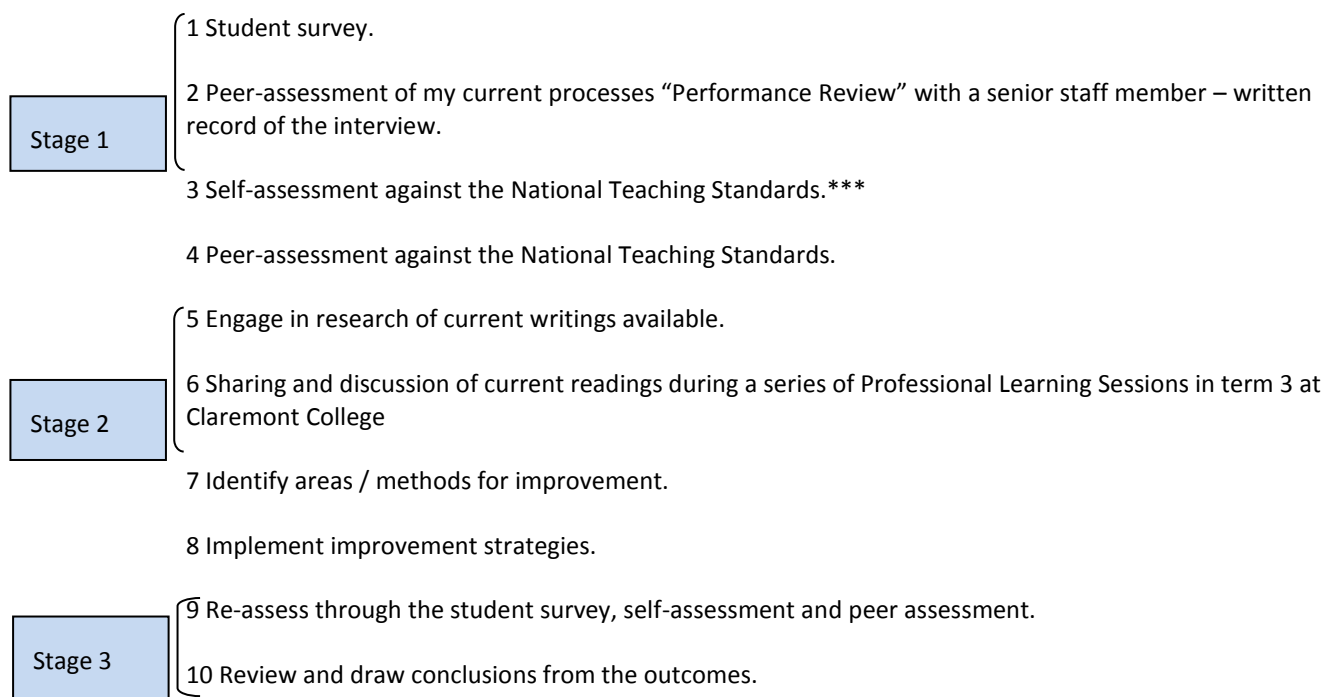 1 Student survey.
2 Peer-assessment of my current processes “Performance Review” with a senior staff member – written
record of the interview.
Stage 1
3 Self-assessment against the National Teaching Standards.***
4 Peer-assessment against the National Teaching Standards.
5 Engage in research of current writings available.
6 Sharing and discussion of current readings during a series of Professional Learning Sessions in term 3 at
Claremont College
Stage 2
7 Identify areas / methods for improvement.
8 Implement improvement strategies.
9 Re-assess through the student survey, self-assessment and peer assessment.
Stage 3
10 Review and draw conclusions from the outcomes.